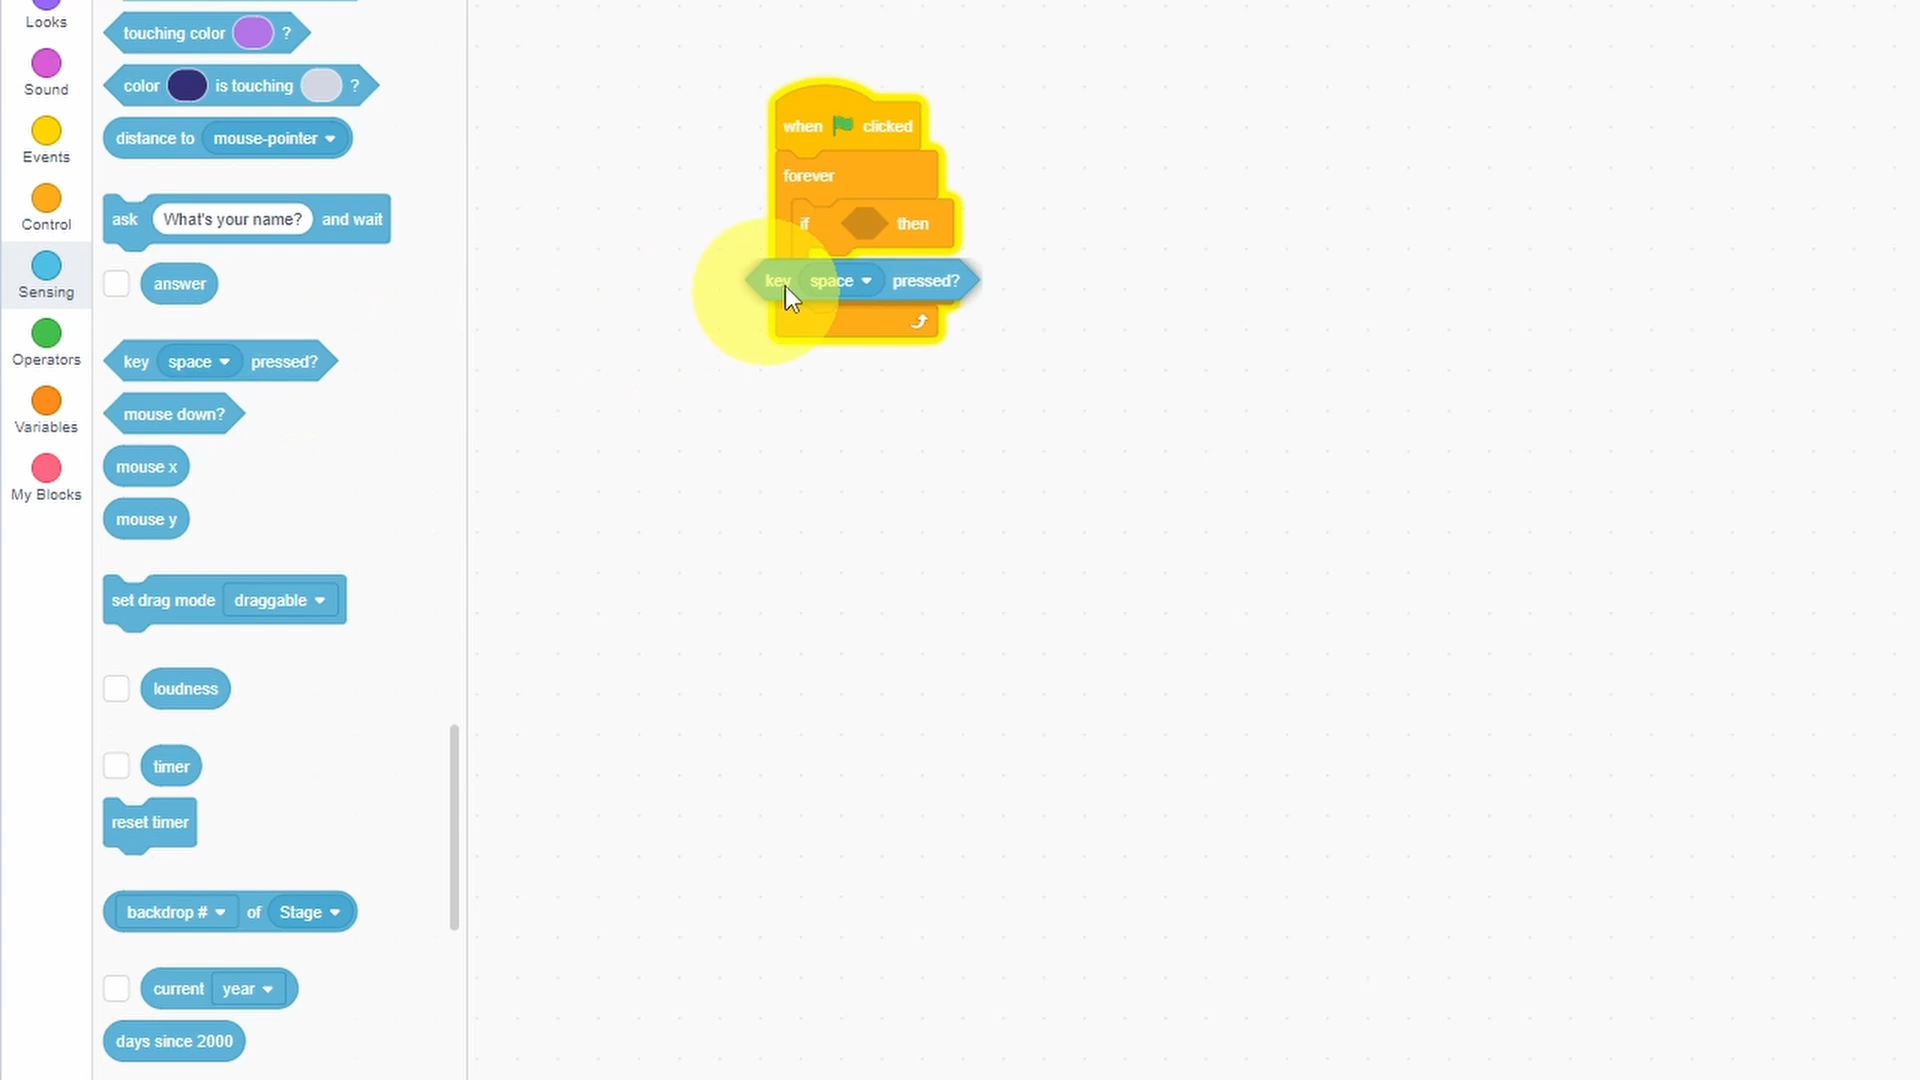 Looks
Sound
Events
Control
Sensing
Operators
Variables
My Blocks
touching color ?
color is touching ?
distance to mouse-pointer
ask What's your name? and wait
answer
key space pressed?
mouse down?
mouse x
mouse y
set drag mode draggable
loudness
timer
reset timer
backdrop # of Stage
current year
days since 2000
when clicked
forever
if then
key space pressed?